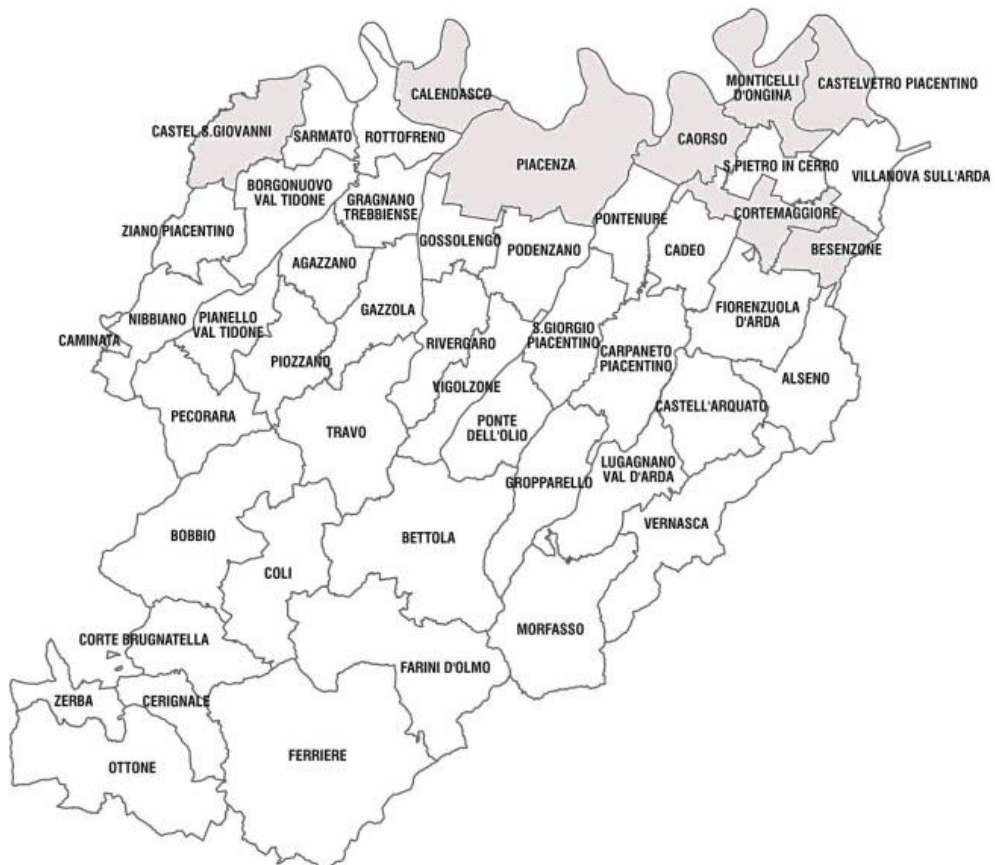 MONTICELLI
D'ONGINA
CASTELVETRO PIACENTINO
CALENDASCO
CASTEL S.GIOVANNI
SARMATO
ROTTOFRENO
PIACENZA
CAORSO
S.PIETRO IN CERRO
VILLANOVA SULL'ARDA
BORGONUOVO
VAL TIDONE
GRAGNANO
TREBBIENSE
ZIANO PIACENTINO
GOSSOLENGO
PODENZANO
PONTENURE
CORTEMAGGIORE
CADEO
BESENZONE
AGAZZANO
GAZZOLA
NIBBIANO
PIANELLO
VAL TIDONE
CAMINATA
PIOZZANO
RIVERGARO
S.GIORGIO
PIACENTINO
CARPANETO
PIACENTINO
FIORENZUOLA
D'ARDA
ALSENO
VIGOLZONE
CASTELL'ARQUATO
PECORARA
TRAVO
PONTE
DELL'OLIO
GROPPARELLO
LUGAGNANO
VAL D'ARDA
VERNASCA
BOBBIO
BETTOLA
COLI
MORFASSO
CORTE BRUGNATELLA
FARINI D'OLMO
ZERBA
CERIGNALE
OTTONE
FERRIERE